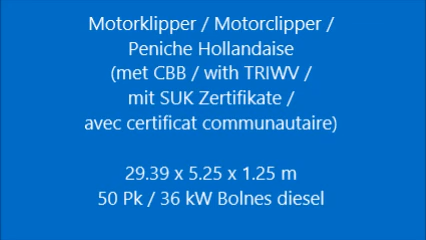 Motorklipper / Motorclipper /
Peniche Hollandaise
(met CBB / with TRIWV /
mit SUK Zertifikate /
avec certificat communautaire)
29.39 x 5.25 x 1.25 m
50 Pk / 36 kW Bolnes diesel